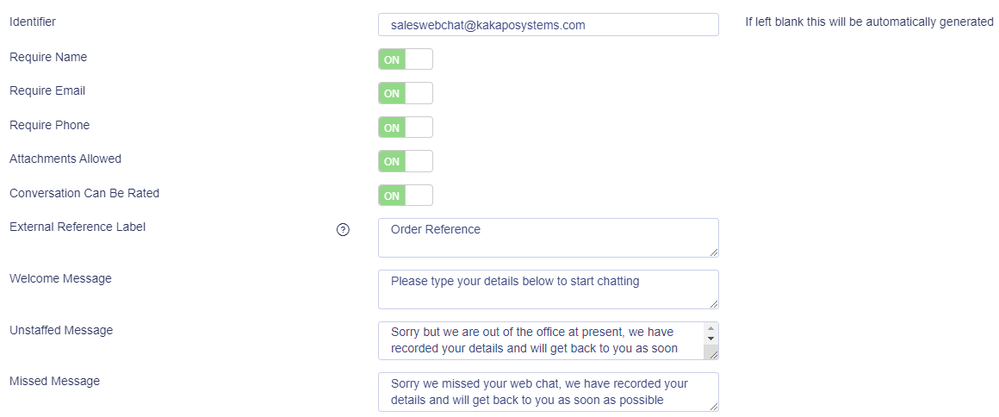 Identifier
saleswebchat@kakaposystems.com
If left blank this will be automatically generated
Require Name
ON
Require Email
ON
Require Phone
ON
Attachments Allowed
ON
Conversation Can Be Rated
ON
External Reference Label
?
Order Reference
Welcome Message
Please type your details below to start chatting
Unstaffed Message
Sorry but we are out of the office at present, we have
recorded your details and will get back to you as soon
Missed Message
Sorry we missed your web chat, we have recorded your
details and will get back to you as soon as possible